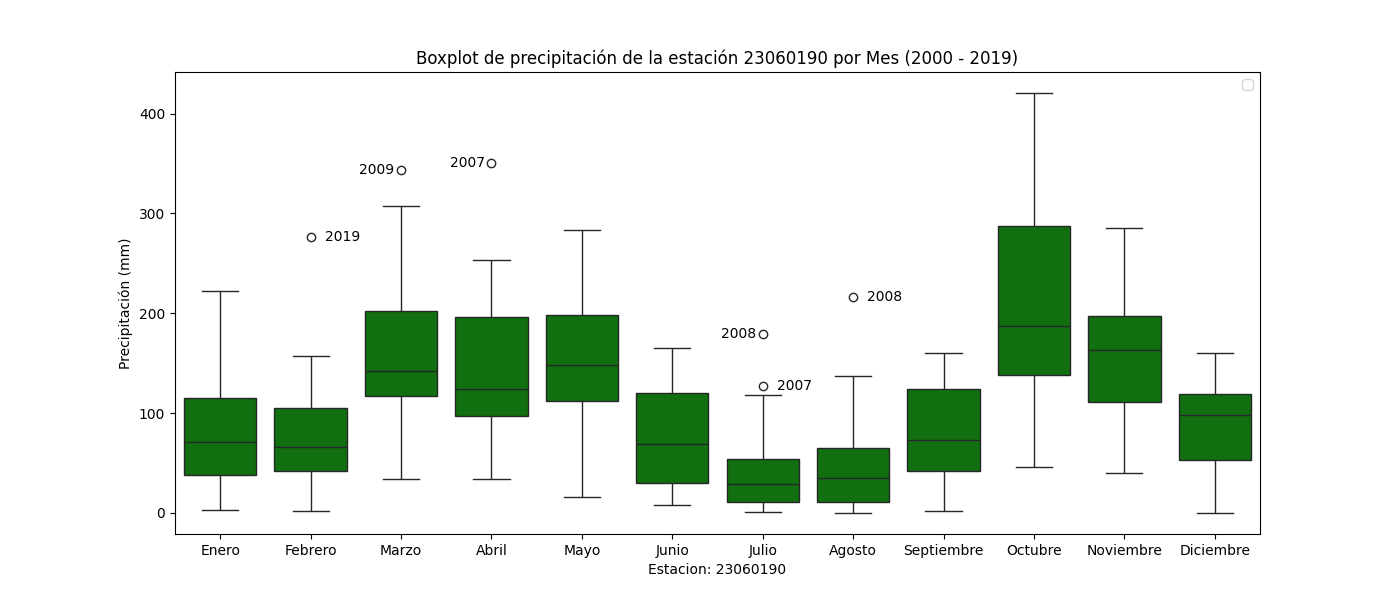 Boxplot de precipitación de la estación 23060190 por Mes (2000 - 2019)
Precipitación (mm)
400
300
200
100
0
2019
2009
2007
2008
2007
2008
Enero Febrero Marzo Abril Mayo Junio Julio Agosto Septiembre Octubre Noviembre Diciembre
Estacion: 23060190